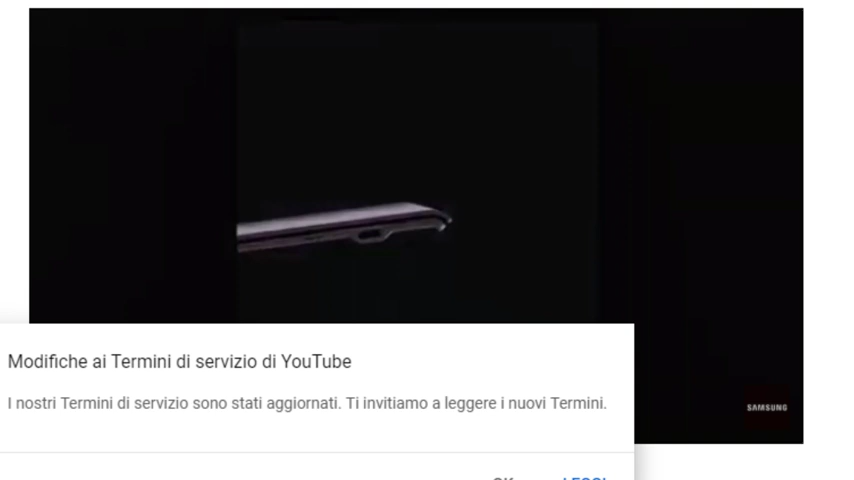 SAMSUNG
Modifiche ai Termini di servizio di YouTube
I nostri Termini di servizio sono stati aggiornati. Ti invitiamo a leggere i nuovi Termini.